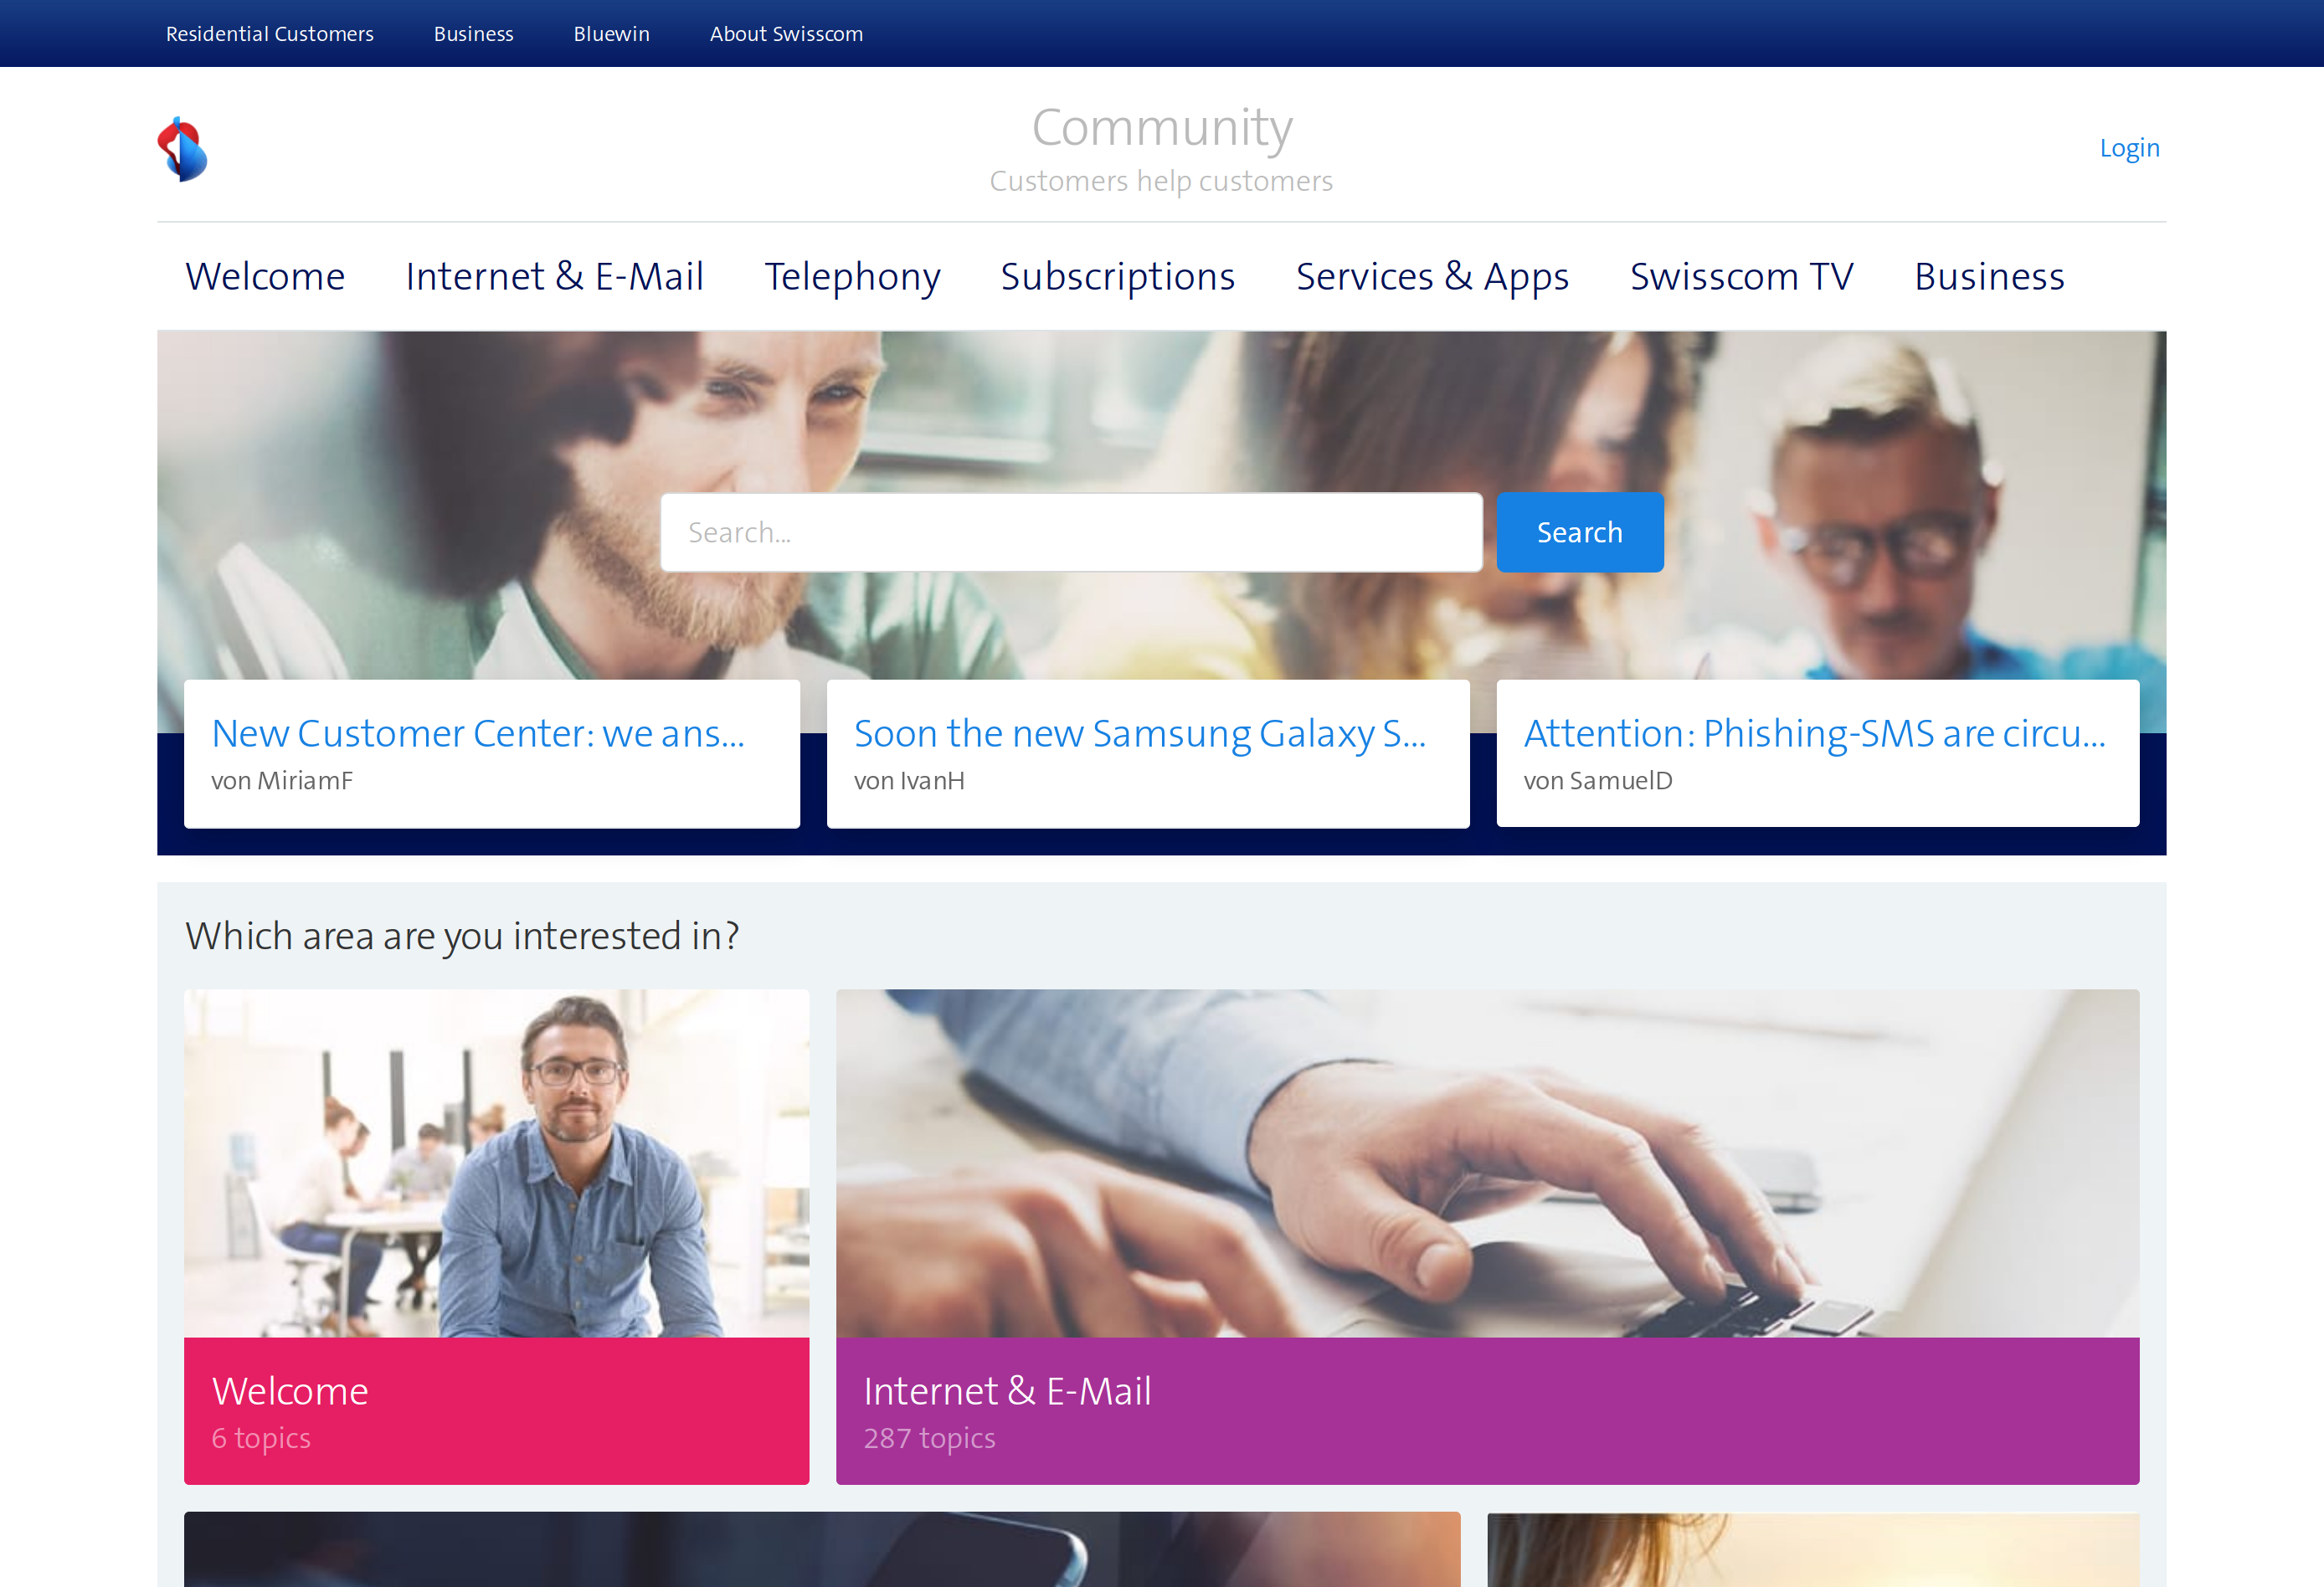 Residential Customers Business Bluewin About Swisscom
Community
Customers help customers
Login
Welcome Internet & E-Mail Telephony Subscriptions Services & Apps Swisscom TV Business
Search... Search
New Customer Center: we ans...
von MiriamF
Soon the new Samsung Galaxy S...
von IvanH
Attention: Phishing-SMS are circu...
von SamuelD
Which area are you interested in?
Welcome
6 topics
Internet & E-Mail
287 topics